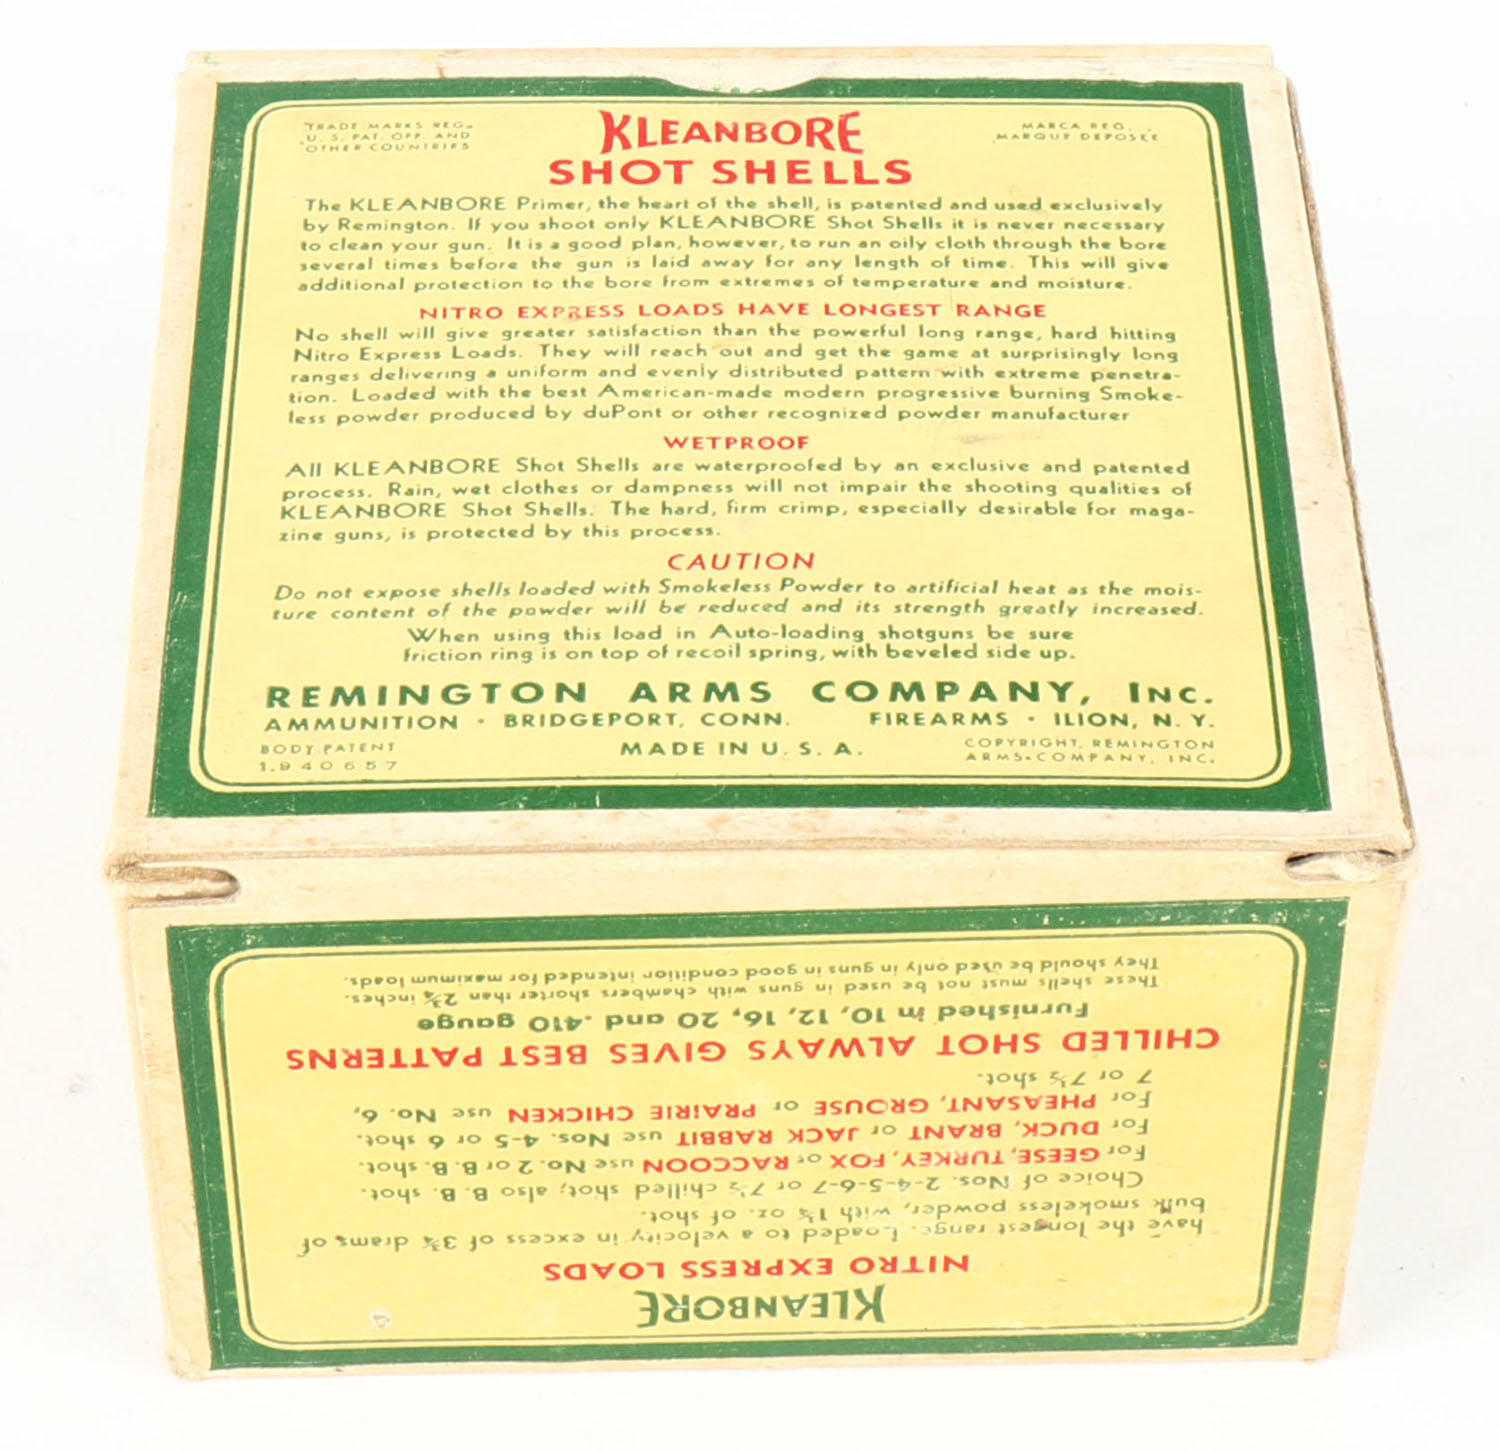 TRADE MARKS REG.
U. S. PAT. OFF. AND
OTHER COUNTRIES
KLEANBORE
MARCA REG.
MARQUE DEPOSÉE
SHOT SHELLS
The KLEANBORE Primer, the heart of the shell, is patented and used exclusively
by Remington. If you shoot only KLEANBORE Shot Shells it is never necessary
to clean your gun. It is a good plan, however, to run an oily cloth through the bore
several times before the gun is laid away for any length of time. This will give
additional protection to the bore from extremes of temperature and moisture.
NITRO EXPRESS LOADS HAVE LONGEST RANGE
No shell will give greater satisfaction than the powerful long range, hard hitting
Nitro Express Loads. They will reach out and get the game at surprisingly long
ranges delivering a uniform and evenly distributed pattern with extreme penetra-
tion. Loaded with the best American-made modern progressive burning Smoke-
less powder produced by duPont or other recognized powder manufacturer
WETPROOF
All KLEANBORE Shot Shells are waterproofed by an exclusive and patented
process. Rain, wet clothes or dampness will not impair the shooting qualities of
KLEANBORE Shot Shells. The hard, firm crimp, especially desirable for maga-
zine guns, is protected by this process.
CAUTION
Do not expose shells loaded with Smokeless Powder to artificial heat as the mois-
ture content of the powder will be reduced and its strength greatly increased.
When using this load in Auto-loading shotguns be sure
friction ring is on top of recoil spring, with beveled side up.
REMINGTON ARMS COMPANY, INC.
AMMUNITION · BRIDGEPORT, CONN. FIREARMS · ILION, N. Y.
BODY PATENT
1,940657
MADE IN U. S. A.
COPYRIGHT, REMINGTON
ARMS-COMPANY, INC.
KLEANBORE
NITRO EXPRESS LOADS
have the longest range. Loaded to a velocity in excess of 3¾ drams of
bulk smokeless powder, with 1¼ oz. of shot.
Choice of Nos. 2-4-5-6-7 or 7½ chilled shot; also B. B. shot.
For GEESE, TURKEY, FOX or RACCOON use No. 2 or B. B. shot.
For DUCK, BRANT or JACK RABBIT use Nos. 4-5 or 6 shot.
For PHEASANT, GROUSE or PRAIRIE CHICKEN use No. 6,
7 or 7½ shot.
CHILLED SHOT ALWAYS GIVES BEST PATTERNS
Furnished in 10, 12, 16, 20 and .410 gauge
These shells must not be used in guns with chambers shorter than 2¾ inches.
They should be used only in guns in good condition intended for maximum loads.